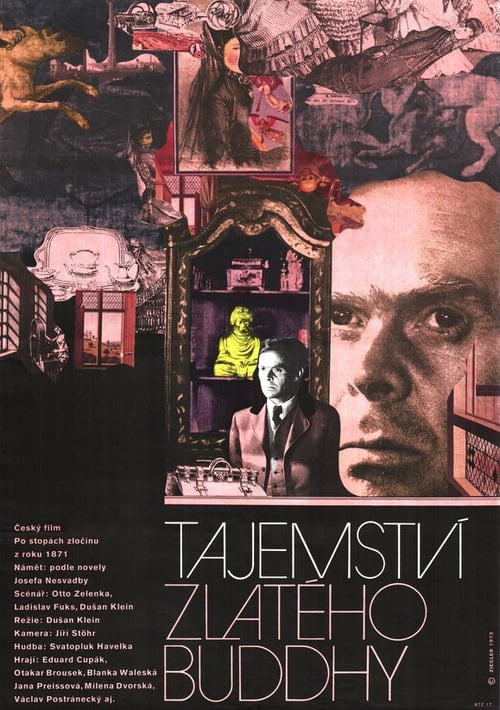 TAJEMSTVÍ
ZLATÉHO
BUDDHY
Český film
Po stopách zločinu
z roku 1871
Námět: podle novely
Josefa Nesvadby
Scénář: Otto Zelenka,
Ladislav Fuks, Dušan Klein
Režie: Dušan Klein
Kamera: Jiří Stöhr
Hudba: Svatopluk Havelka
Hrají: Eduard Cupák,
Otakar Brousek, Blanka Waleská
Jana Preissová, Milena Dvorská,
Václav Postránecký aj.
© ZIEGLER 1973